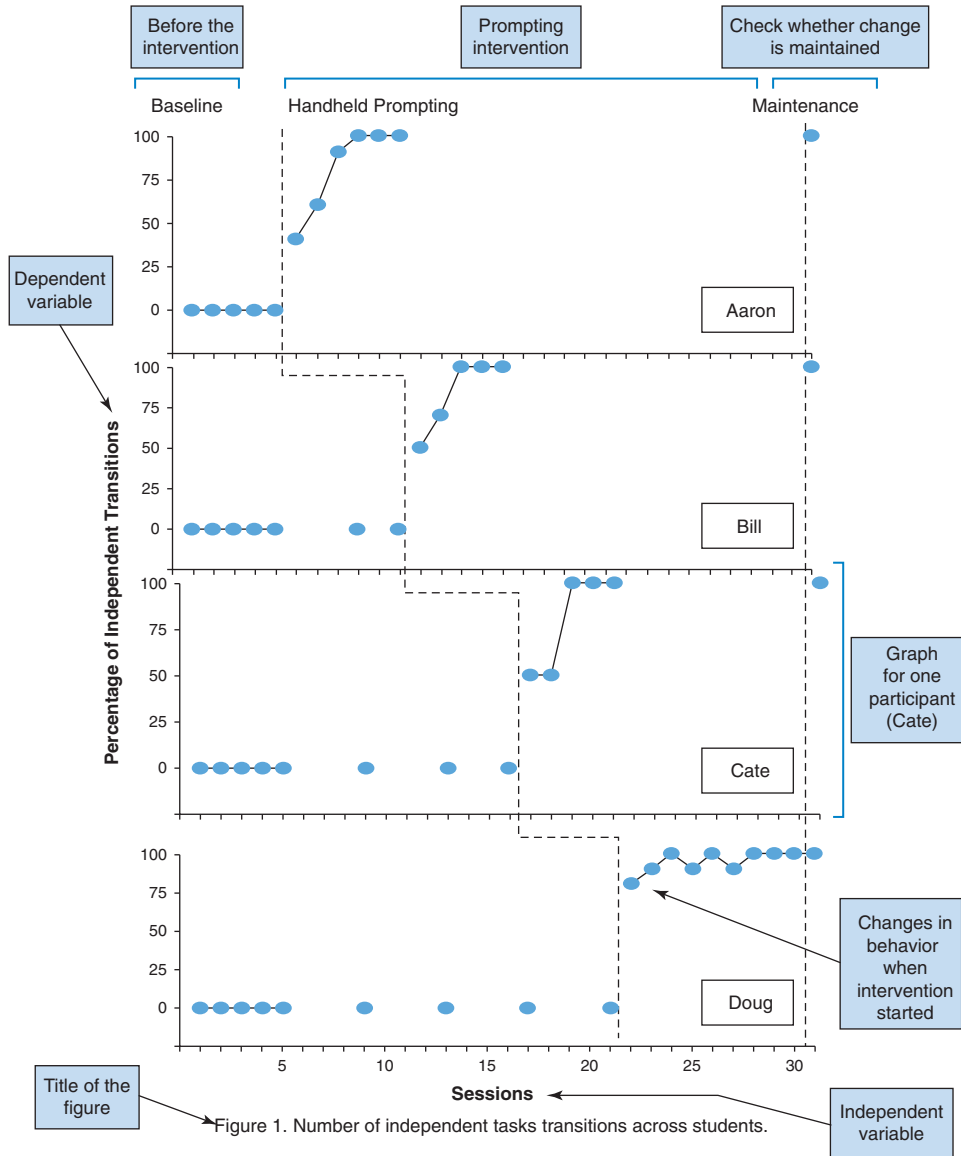 Before the
intervention
Prompting
intervention
Check whether change
is maintained
Baseline
Handheld Prompting
Maintenance
100
75
50
25
0
Aaron
Dependent
variable
Percentage of Independent Transitions
100
75
50
25
0
Bill
100
75
50
25
0
Cate
Graph
for one
participant
(Cate)
100
75
50
25
0
Doug
Changes in
behavior
when
intervention
started
5
10
15
20
25
30
Sessions
Title of the
figure
Figure 1. Number of independent tasks transitions across students.
Independent
variable